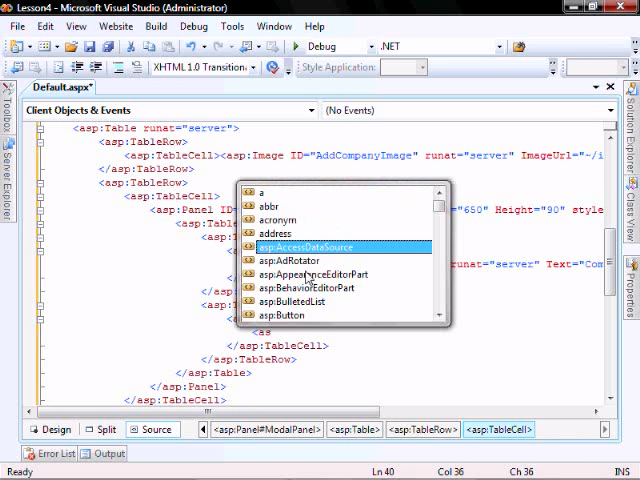 Lesson4 - Microsoft Visual Studio (Administrator)
File Edit View Website Build Debug Tools Window Help
Debug .NET
XHTML 1.0 Transition Style Application:
Default.aspx*
Client Objects & Events (No Events)
Toolbox
Server Explorer
Solution Explorer
Class View
Properties
<asp:Table runat="server">
<asp:TableRow>
<asp:TableCell><asp:Image ID="AddCompanyImage" runat="server" ImageUrl="~/i
</asp:TableRow>
<asp:TableRow>
<asp:TableCell>
<asp:Panel ID= "650" Height="90" style
<asp:Ta
<as
runat="server" Text="Com
</a
<as
<as
</asp:TableCell>
</asp:TableRow>
</asp:Table>
</asp:Panel>
</asp:TableCell>
a
abbr
acronym
address
asp:AccessDataSource
asp:AdRotator
asp:AppearanceEditorPart
asp:BehaviorEditorPart
asp:BulletedList
asp:Button
Design Split Source <asp:Panel#ModalPanel> <asp:Table> <asp:TableRow> <asp:TableCell>
Error List Output
Ready Ln 40 Col 36 Ch 36 INS